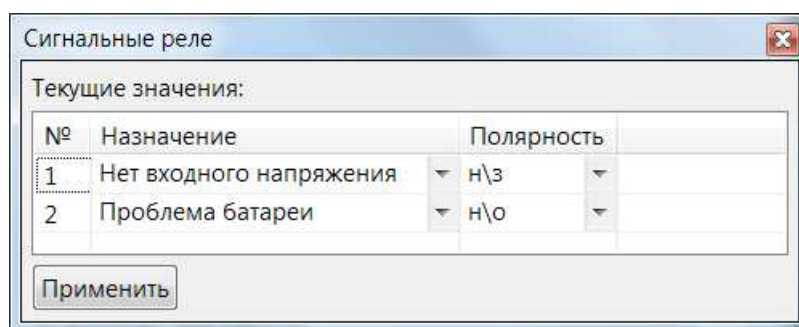 Сигнальные реле
Текущие значения:
№ Назначение Полярность
1 Нет входного напряжения н\з
2 Проблема батареи н\о
Применить